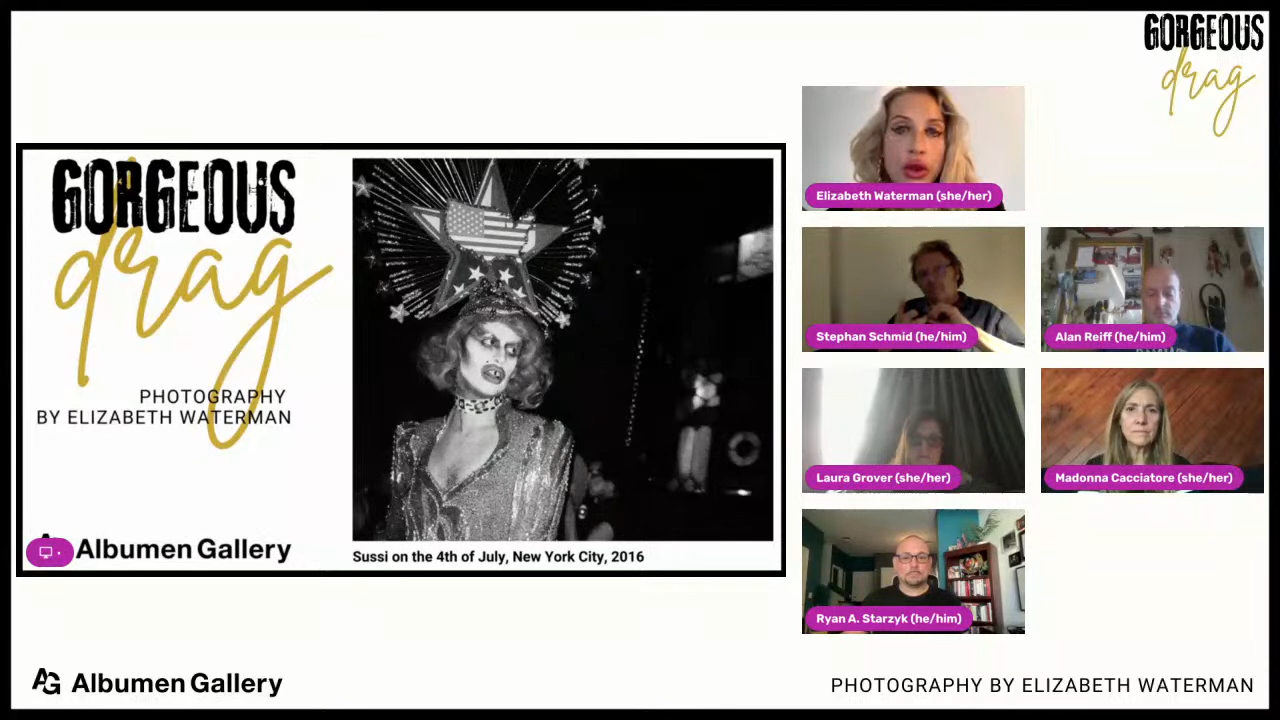 GORGEOUS
drag
GORGEOUS
drag
PHOTOGRAPHY
BY ELIZABETH WATERMAN
Albumen Gallery
Sussi on the 4th of July, New York City, 2016
Elizabeth Waterman (she/her)
Stephan Schmid (he/him)
Alan Reiff (he/him)
Laura Grover (she/her)
Madonna Cacciatore (she/her)
Ryan A. Starzyk (he/him)
AG Albumen Gallery
PHOTOGRAPHY BY ELIZABETH WATERMAN